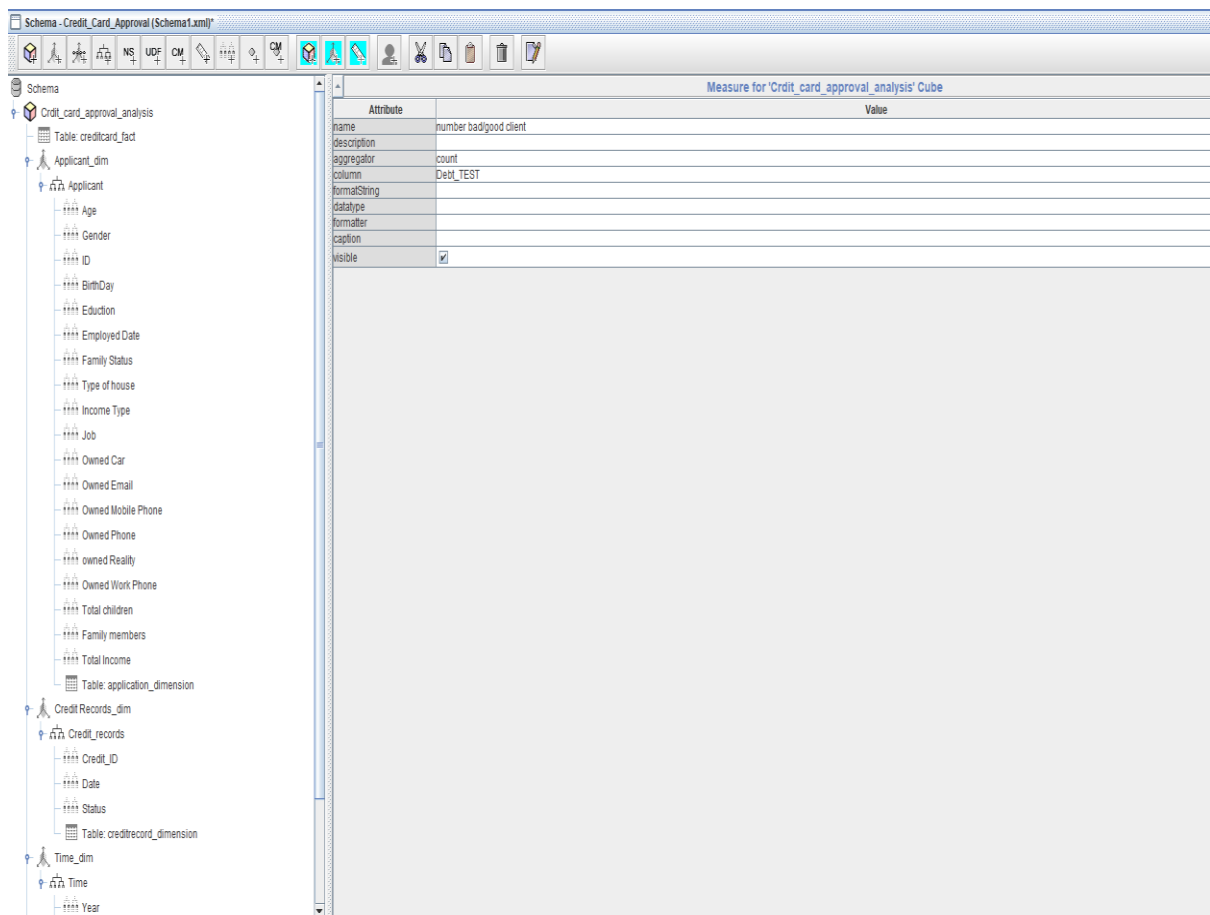 Schema - Credit_Card_Approval (Schema1.xml)*
NS UDF CM CM
Schema
Crdit_card_approval_analysis
Table: creditcard_fact
Applicant_dim
Applicant
Age
Gender
ID
BirthDay
Eduction
Employed Date
Family Status
Type of house
Income Type
Job
Owned Car
Owned Email
Owned Mobile Phone
Owned Phone
owned Reality
Owned Work Phone
Total children
Family members
Total Income
Table: application_dimension
Credit Records_dim
Credit_records
Credit_ID
Date
Status
Table: creditrecord_dimension
Time_dim
Time
Year
Measure for 'Crdit_card_approval_analysis' Cube
Attribute Value
name number bad/good client
description
aggregator count
column Debt_TEST
formatString
datatype
formatter
caption
visible